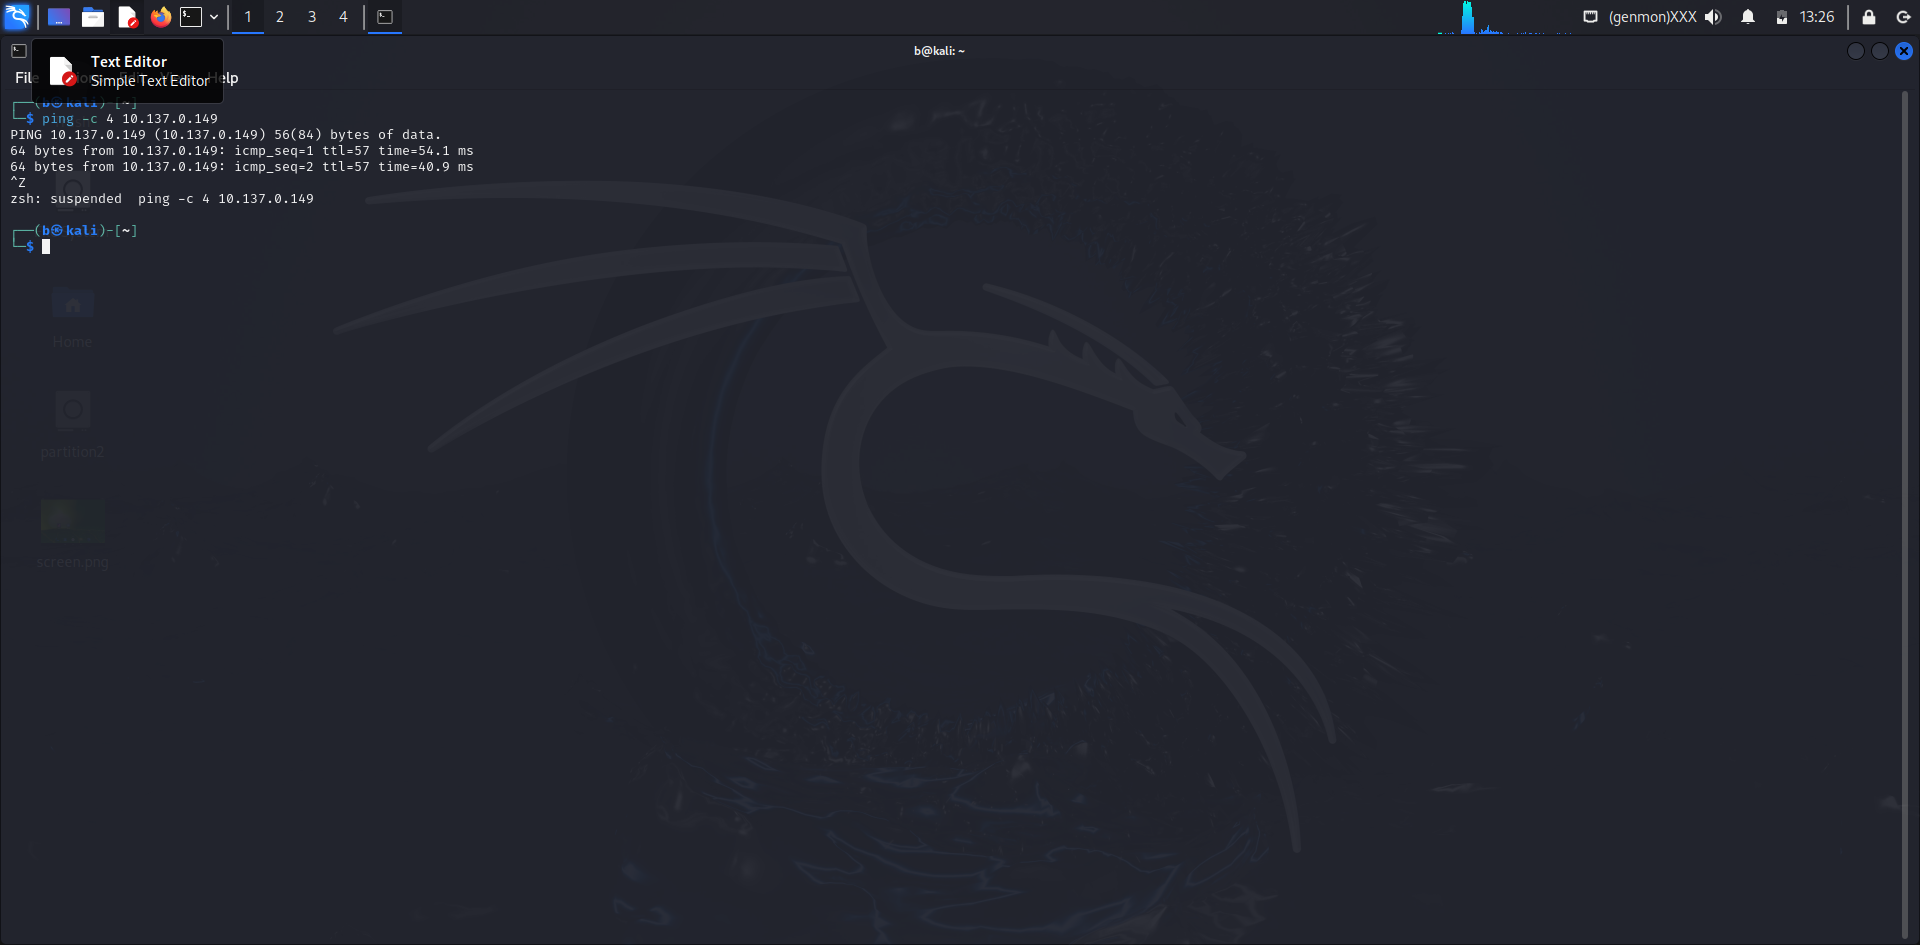 1 2 3 4 (genmon)XXX 13:26
b@kali: ~
Text Editor
Simple Text Editor
File Help
(b㉿kali)-[~]
$ ping -c 4 10.137.0.149
PING 10.137.0.149 (10.137.0.149) 56(84) bytes of data.
64 bytes from 10.137.0.149: icmp_seq=1 ttl=57 time=54.1 ms
64 bytes from 10.137.0.149: icmp_seq=2 ttl=57 time=40.9 ms
^Z
zsh: suspended  ping -c 4 10.137.0.149
(b㉿kali)-[~]
$
Home
partition2
screen.png